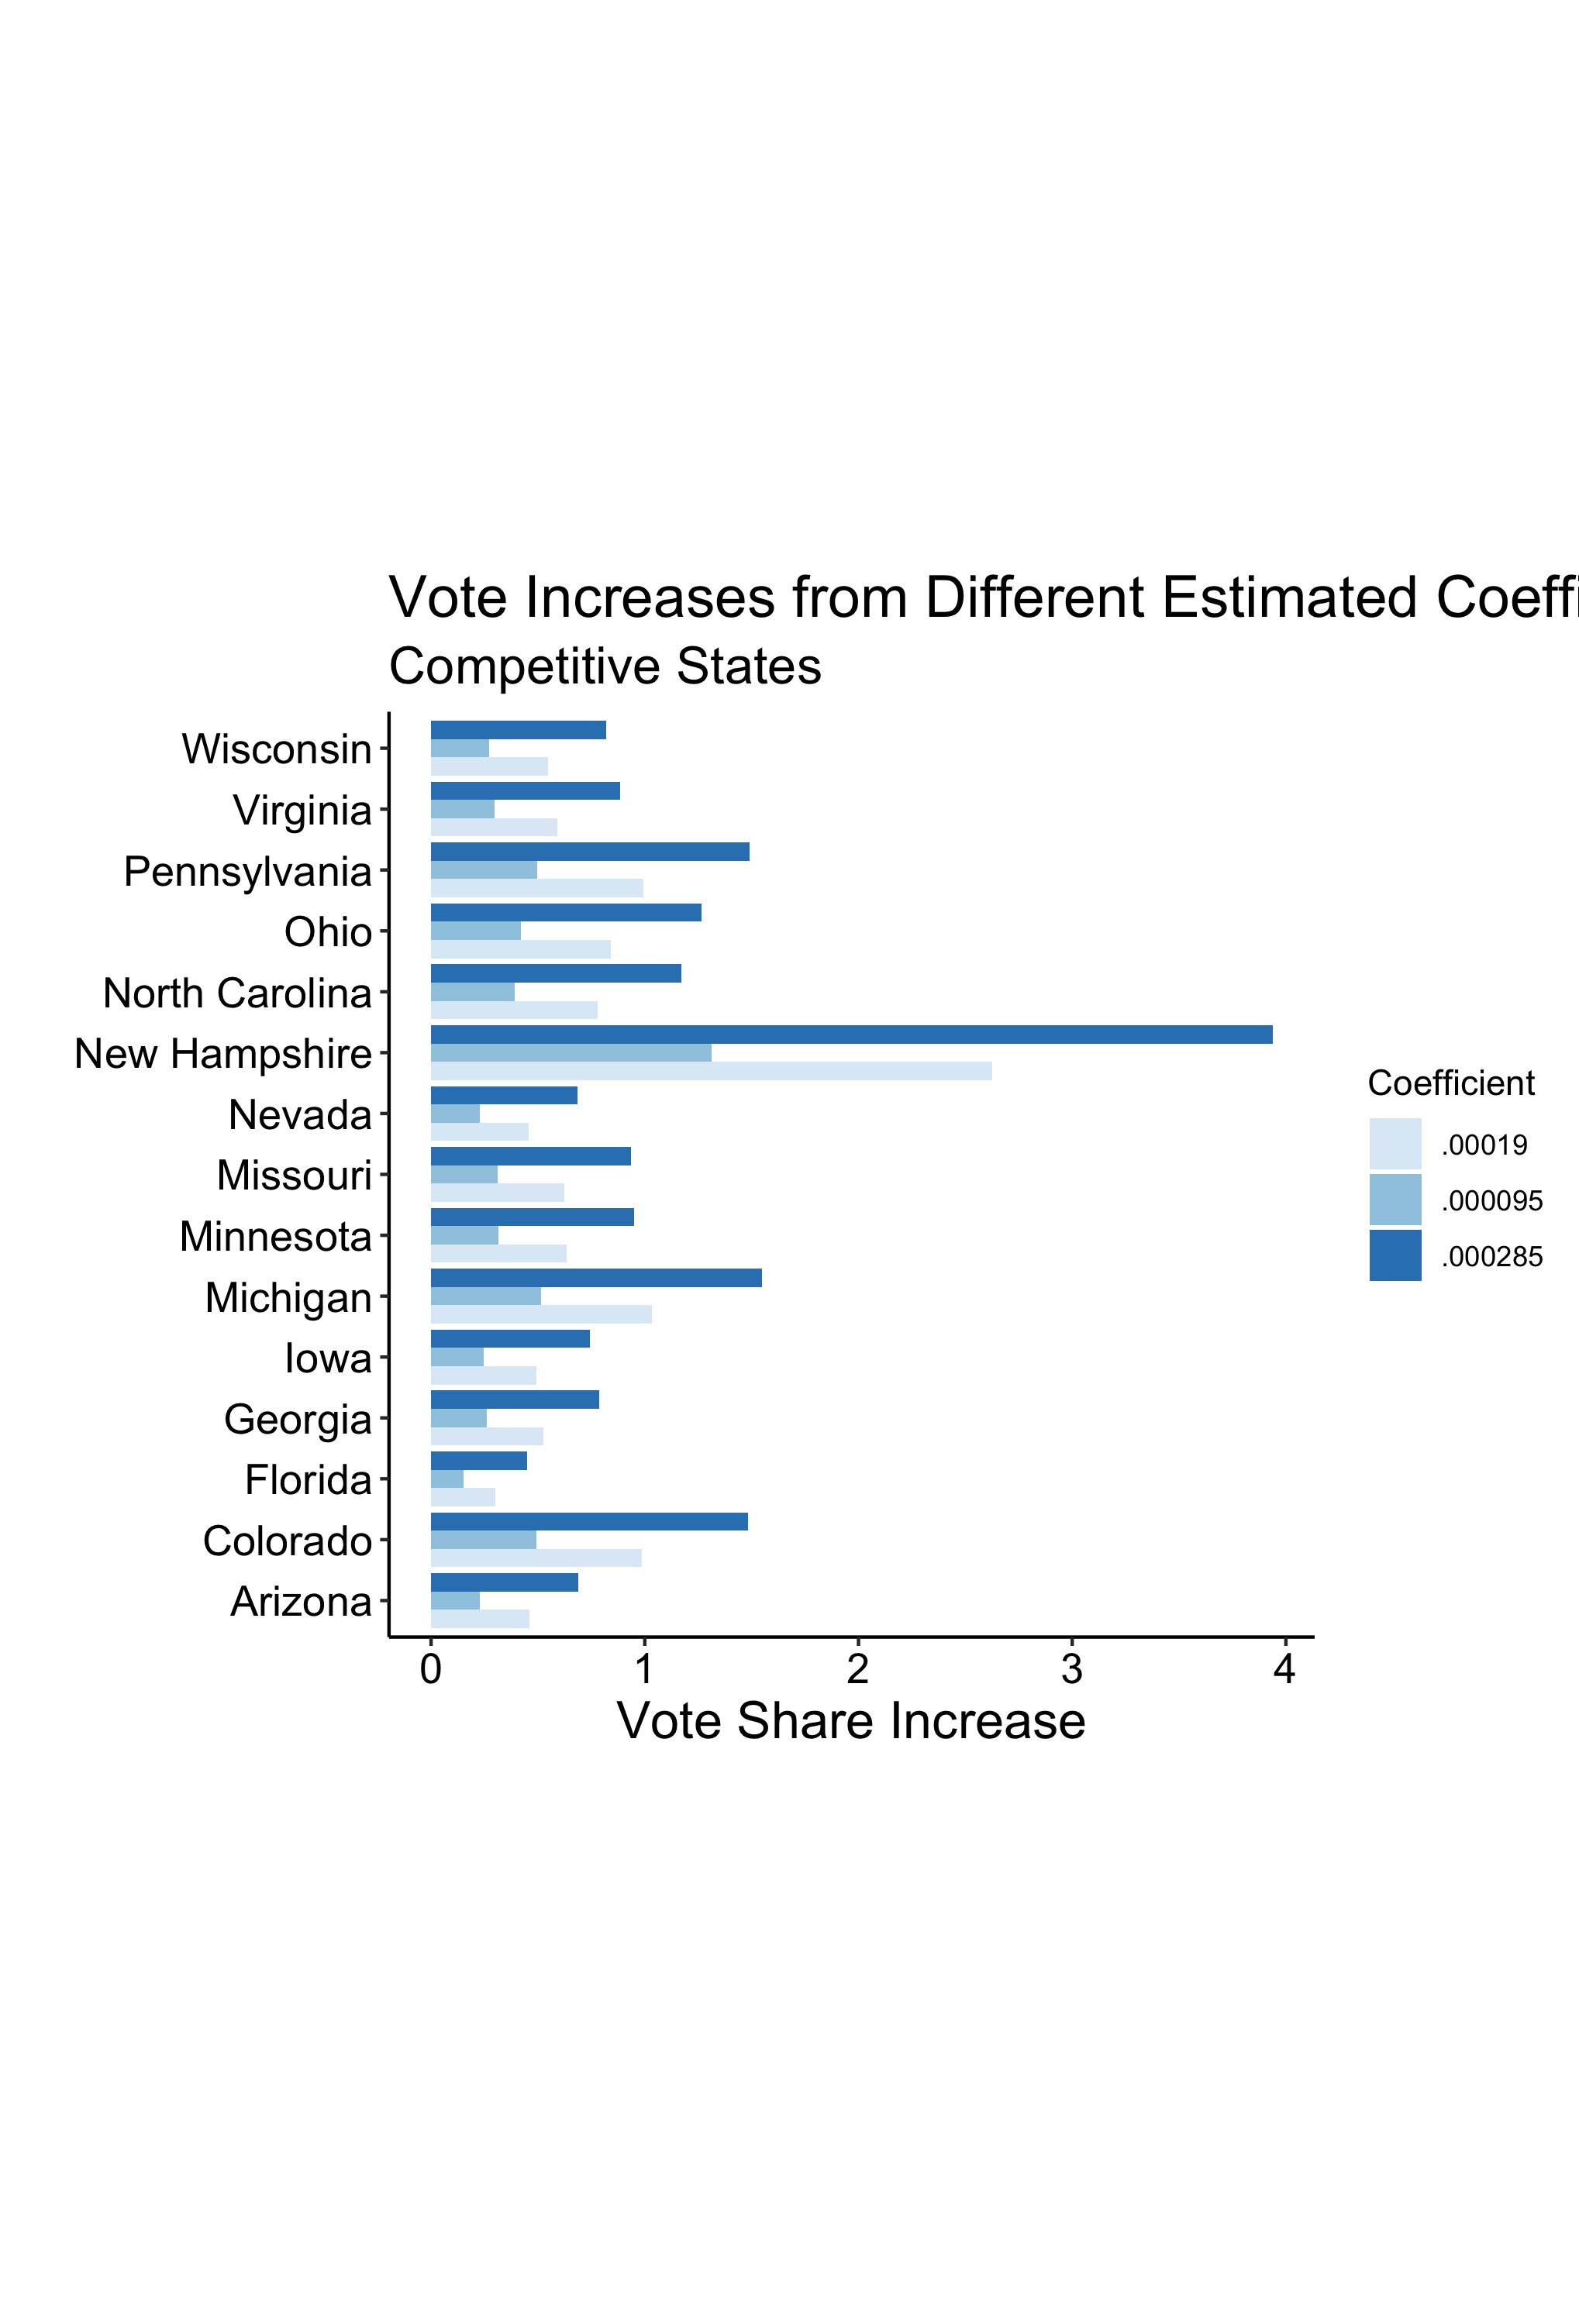 Vote Increases from Different Estimated Coeffi
Competitive States
Wisconsin
Virginia
Pennsylvania
Ohio
North Carolina
New Hampshire
Nevada
Missouri
Minnesota
Michigan
Iowa
Georgia
Florida
Colorado
Arizona
0 1 2 3 4
Vote Share Increase
Coefficient
.00019
.000095
.000285